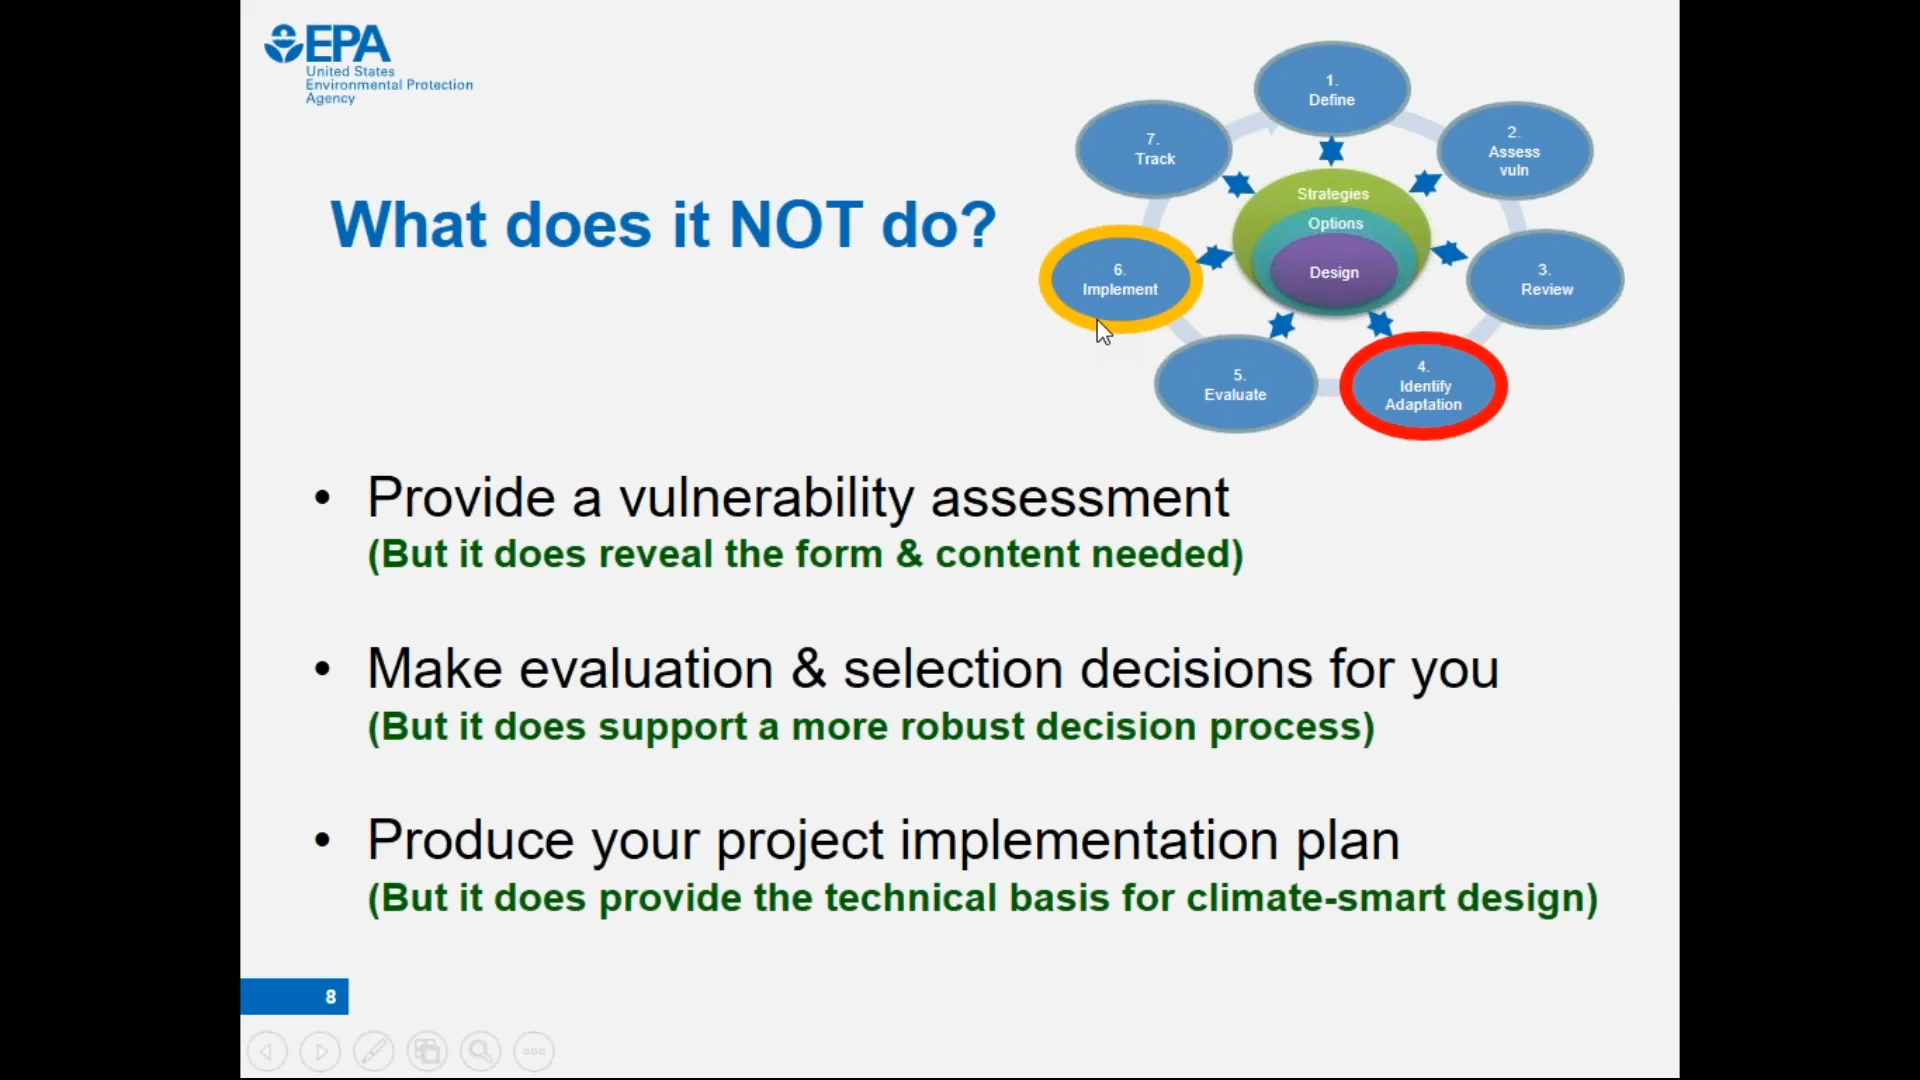 EPA
United States
Environmental Protection
Agency
What does it NOT do?
1.
Define
2.
Assess
vuln
3.
Review
4.
Identify
Adaptation
5.
Evaluate
6.
Implement
7.
Track
Strategies
Options
Design
• Provide a vulnerability assessment
(But it does reveal the form & content needed)
• Make evaluation & selection decisions for you
(But it does support a more robust decision process)
• Produce your project implementation plan
(But it does provide the technical basis for climate-smart design)
8